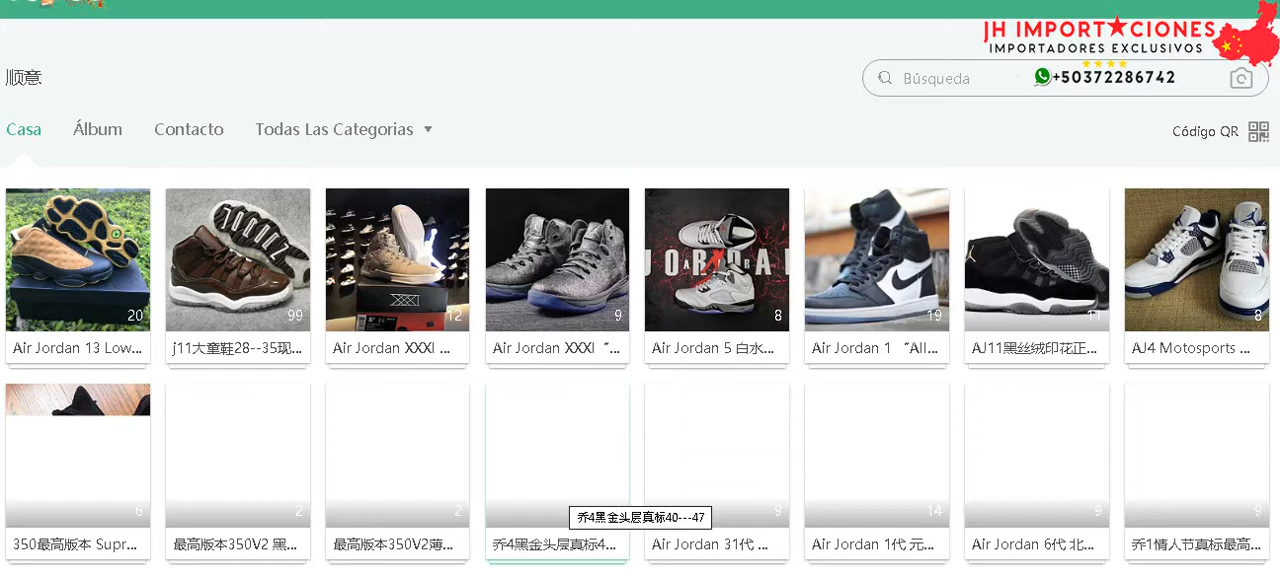 JH IMPORT★CIONES
IMPORTADORES EXCLUSIVOS
顺意
Búsqueda
+50372286742
Casa
Álbum
Contacto
Todas Las Categorias
Código QR
20
99
12
9
JORDAN
8
19
11
8
Air Jordan 13 Low...
j11大童鞋28--35现...
Air Jordan XXXI ...
Air Jordan XXXI “...
Air Jordan 5 白水...
Air Jordan 1 “All...
AJ11黑丝绒印花正...
AJ4 Motosports ...
6
2
2
9
14
9
9
乔4黑金头层真标40---47
350最高版本 Supr...
最高版本350V2 黑...
最高版本350V2薄...
乔4黑金头层真标4...
Air Jordan 31代 ...
Air Jordan 1代 元...
Air Jordan 6代 北...
乔1情人节真标最高...